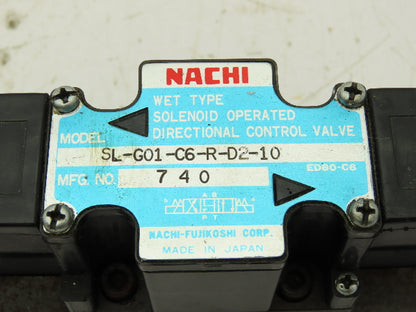 NACHI
WET TYPE
SOLENOID OPERATED
DIRECTIONAL CONTROL VALVE
MODEL
SL-G01-C6-R-D2-10
MFG. NO. 740
ED80-C6
A B
P T
NACHI-FUJIKOSHI CORP.
MADE IN JAPAN